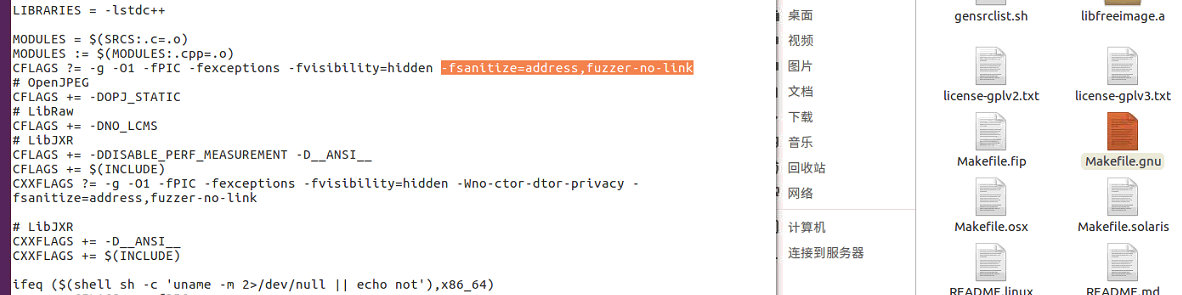 LIBRARIES = -lstdc++
MODULES = $(SRCS:.c=.o)
MODULES := $(MODULES:.cpp=.o)
CFLAGS ?= -g -O1 -fPIC -fexceptions -fvisibility=hidden -fsanitize=address,fuzzer-no-link
# OpenJPEG
CFLAGS += -DOPJ_STATIC
# LibRaw
CFLAGS += -DNO_LCMS
# LibJXR
CFLAGS += -DDISABLE_PERF_MEASUREMENT -D__ANSI__
CFLAGS += $(INCLUDE)
CXXFLAGS ?= -g -O1 -fPIC -fexceptions -fvisibility=hidden -Wno-ctor-dtor-privacy -
fsanitize=address,fuzzer-no-link
# LibJXR
CXXFLAGS += -D__ANSI__
CXXFLAGS += $(INCLUDE)
ifeq ($(shell sh -c 'uname -m 2>/dev/null || echo not'),x86_64)
桌面
视频
图片
文档
下载
音乐
回收站
网络
计算机
连接到服务器
gensrclist.sh
libfreeimage.a
license-gplv2.txt
license-gplv3.txt
Makefile.fip
Makefile.gnu
Makefile.osx
Makefile.solaris
README.linux
README.md